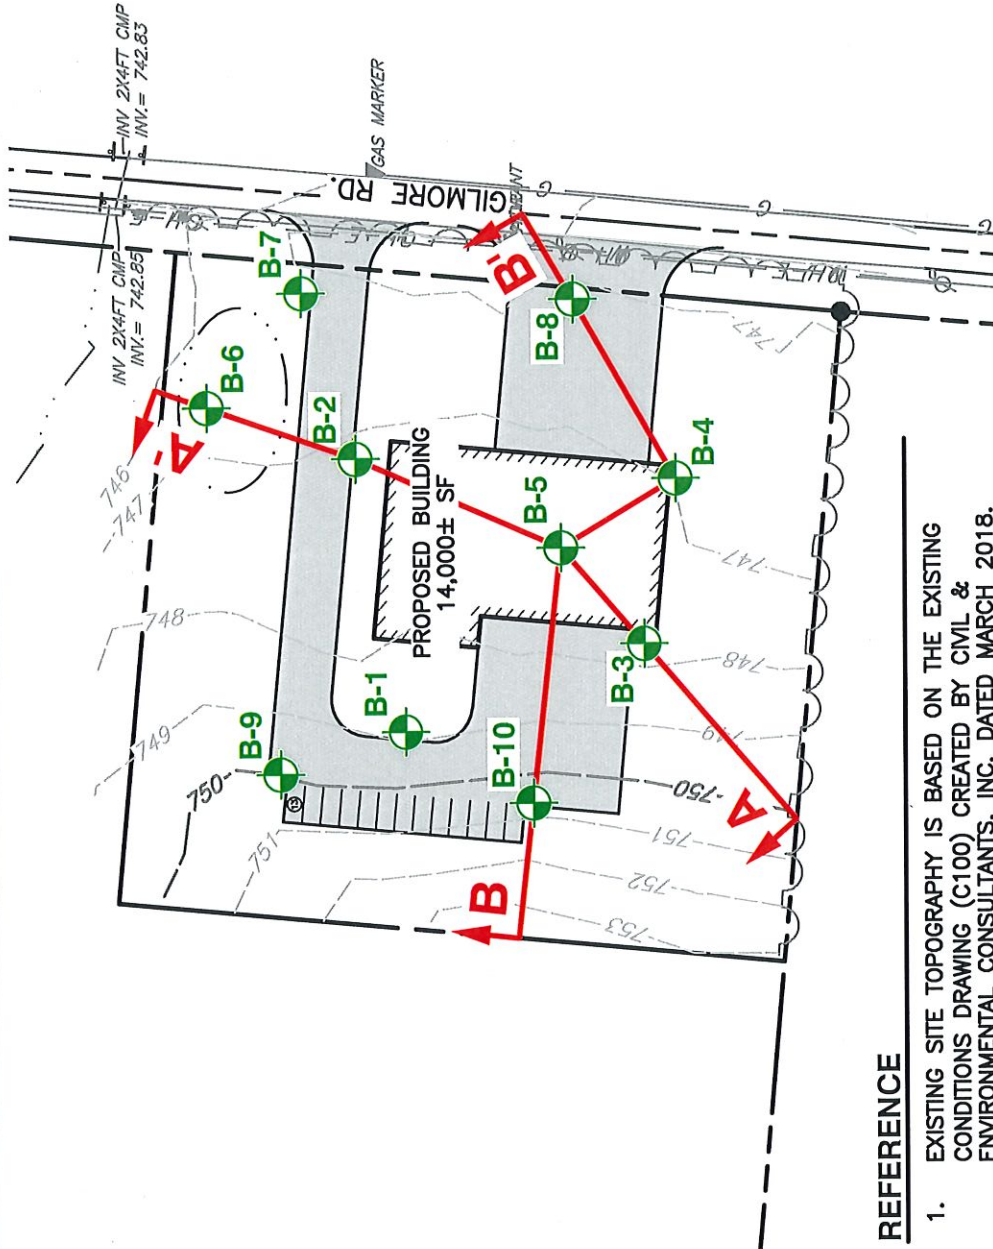 INV 2X4FT CMP
INV.= 742.83
INV 2X4FT CMP
INV.= 742.85
GAS MARKER
GILMORE RD.
B-7
B-6
B-2
A'
746
747
B'
B-8
G
G
747
PROPOSED BUILDING
14,000± SF
B-5
B-4
747
748
B-1
B-3
748
749
B-9
749
B-10
750
750
751
751
A
752
B
753
REFERENCE
1. EXISTING SITE TOPOGRAPHY IS BASED ON THE EXISTING
CONDITIONS DRAWING (C100) CREATED BY CIVIL &
ENVIRONMENTAL CONSULTANTS, INC. DATED MARCH 2018.